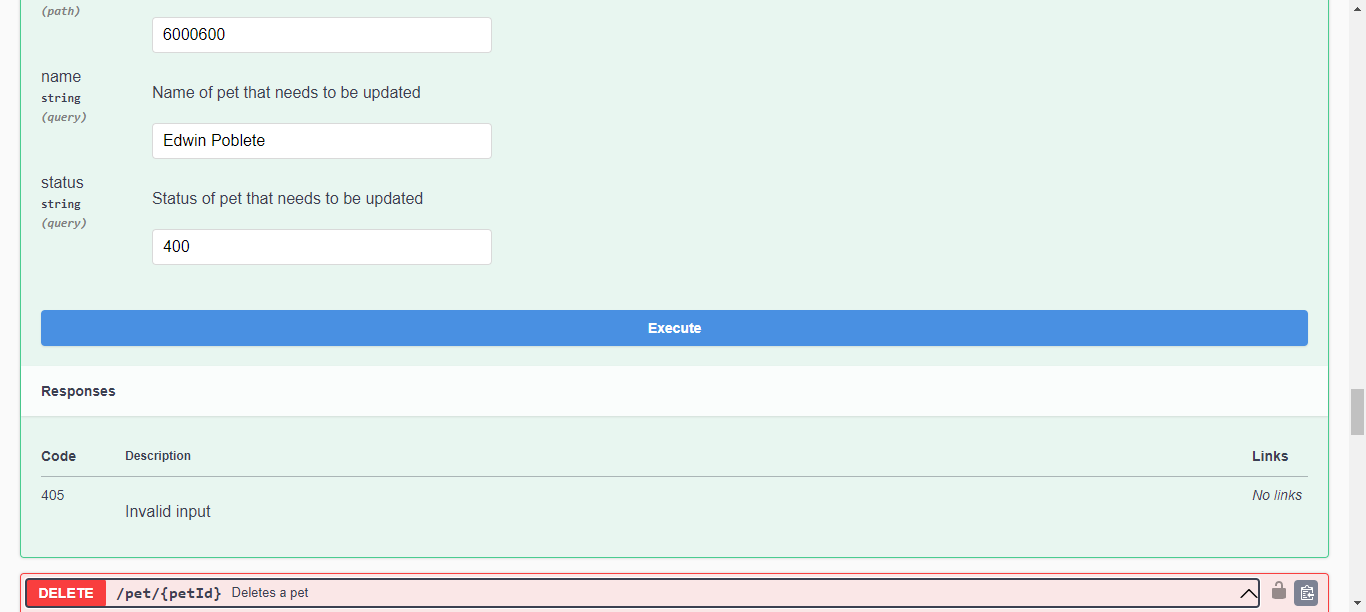 (path)
6000600
name
string
(query)
Name of pet that needs to be updated
Edwin Poblete
status
string
(query)
Status of pet that needs to be updated
400
Execute
Responses
Code Description Links
405 No links
Invalid input
DELETE /pet/{petId} Deletes a pet